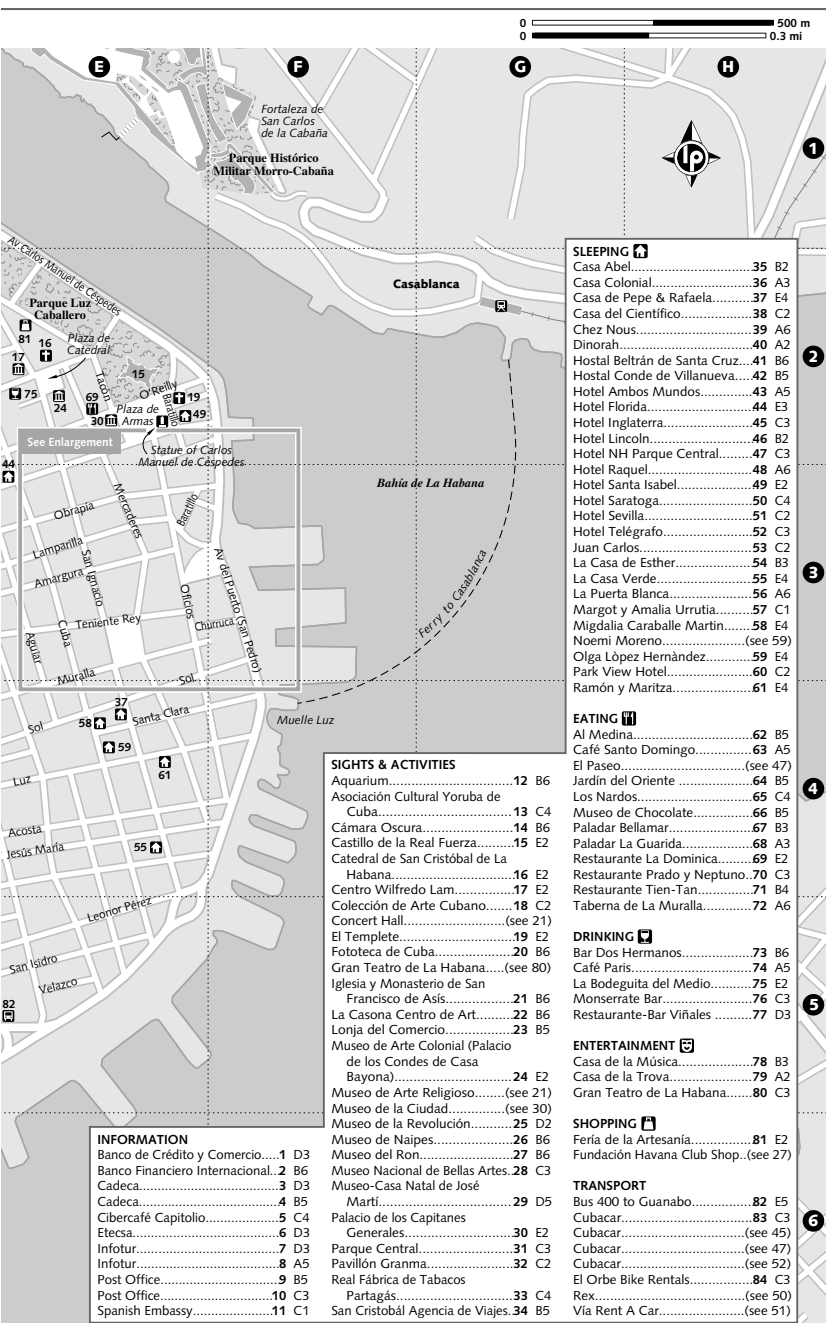 0 500 m
0 0.3 mi
E F G H
Fortaleza de
San Carlos
de la Cabaña
Parque Histórico
Militar Morro-Cabaña
lp
1
Av Carlos Manuel de Céspedes
Casablanca
Parque Luz
Caballero
81 16
Plaza de
Catedral
17
75
24
Tacón
69
15
O'Reilly
Baratillo
19
49
30
Plaza de
Armas
2
See Enlargement
Statue of Carlos
Manuel de Cèspedes
44
Bahía de La Habana
Obrapía
Mercaderes
Baratillo
Lamparilla
San Ignacio
Amargura
Av del Puerto (San Pedro)
Oficios
Ferry to Casablanca
3
Teniente Rey
Churruca
Aguiar
Cuba
Muralla
Sol
37
58
Santa Clara
Muelle Luz
Sol
59
61
Luz
4
Acosta
Jesús María
55
Leonor Pérez
San Isidro
Velazco
82
5
6
SLEEPING
Casa Abel 35 B2
Casa Colonial 36 A3
Casa de Pepe & Rafaela 37 E4
Casa del Científico 38 C2
Chez Nous 39 A6
Dinorah 40 A2
Hostal Beltrán de Santa Cruz 41 B6
Hostal Conde de Villanueva 42 B5
Hotel Ambos Mundos 43 A5
Hotel Florida 44 E3
Hotel Inglaterra 45 C3
Hotel Lincoln 46 B2
Hotel NH Parque Central 47 C3
Hotel Raquel 48 A6
Hotel Santa Isabel 49 E2
Hotel Saratoga 50 C4
Hotel Sevilla 51 C2
Hotel Telégrafo 52 C3
Juan Carlos 53 C2
La Casa de Esther 54 B3
La Casa Verde 55 E4
La Puerta Blanca 56 A6
Margot y Amalia Urrutia 57 C1
Migdalia Caraballe Martin 58 E4
Noemi Moreno (see 59)
Olga Lòpez Hernàndez 59 E4
Park View Hotel 60 C2
Ramón y Maritza 61 E4
EATING
Al Medina 62 B5
Café Santo Domingo 63 A5
El Paseo (see 47)
Jardín del Oriente 64 B5
Los Nardos 65 C4
Museo de Chocolate 66 B5
Paladar Bellamar 67 B3
Paladar La Guarida 68 A3
Restaurante La Dominica 69 E2
Restaurante Prado y Neptuno 70 C3
Restaurante Tien-Tan 71 B4
Taberna de La Muralla 72 A6
DRINKING
Bar Dos Hermanos 73 B6
Café Paris 74 A5
La Bodeguita del Medio 75 E2
Monserrate Bar 76 C3
Restaurante-Bar Viñales 77 D3
ENTERTAINMENT
Casa de la Música 78 B3
Casa de la Trova 79 A2
Gran Teatro de La Habana 80 C3
SHOPPING
Fería de la Artesanía 81 E2
Fundación Havana Club Shop (see 27)
TRANSPORT
Bus 400 to Guanabo 82 E5
Cubacar 83 C3
Cubacar (see 45)
Cubacar (see 47)
Cubacar (see 52)
El Orbe Bike Rentals 84 C3
Rex (see 50)
Vía Rent A Car (see 51)
SIGHTS & ACTIVITIES
Aquarium 12 B6
Asociación Cultural Yoruba de
Cuba 13 C4
Cámara Oscura 14 B6
Castillo de la Real Fuerza 15 E2
Catedral de San Cristóbal de La
Habana 16 E2
Centro Wilfredo Lam 17 E2
Colección de Arte Cubano 18 C2
Concert Hall (see 21)
El Templete 19 E2
Fototeca de Cuba 20 B6
Gran Teatro de La Habana (see 80)
Iglesia y Monasterio de San
Francisco de Asís 21 B6
La Casona Centro de Art 22 B6
Lonja del Comercio 23 B5
Museo de Arte Colonial (Palacio
de los Condes de Casa
Bayona) 24 E2
Museo de Arte Religioso (see 21)
Museo de la Ciudad (see 30)
Museo de la Revolución 25 D2
Museo de Naipes 26 B6
Museo del Ron 27 B6
Museo Nacional de Bellas Artes 28 C3
Museo-Casa Natal de José
Martí 29 D5
Palacio de los Capitanes
Generales 30 E2
Parque Central 31 C3
Pavillón Granma 32 C2
Real Fábrica de Tabacos
Partagás 33 C4
San Cristobál Agencia de Viajes 34 B5
INFORMATION
Banco de Crédito y Comercio 1 D3
Banco Financiero Internacional 2 B6
Cadeca 3 D3
Cadeca 4 B5
Cibercafé Capitolio 5 C4
Etecsa 6 D3
Infotur 7 D3
Infotur 8 A5
Post Office 9 B5
Post Office 10 C3
Spanish Embassy 11 C1